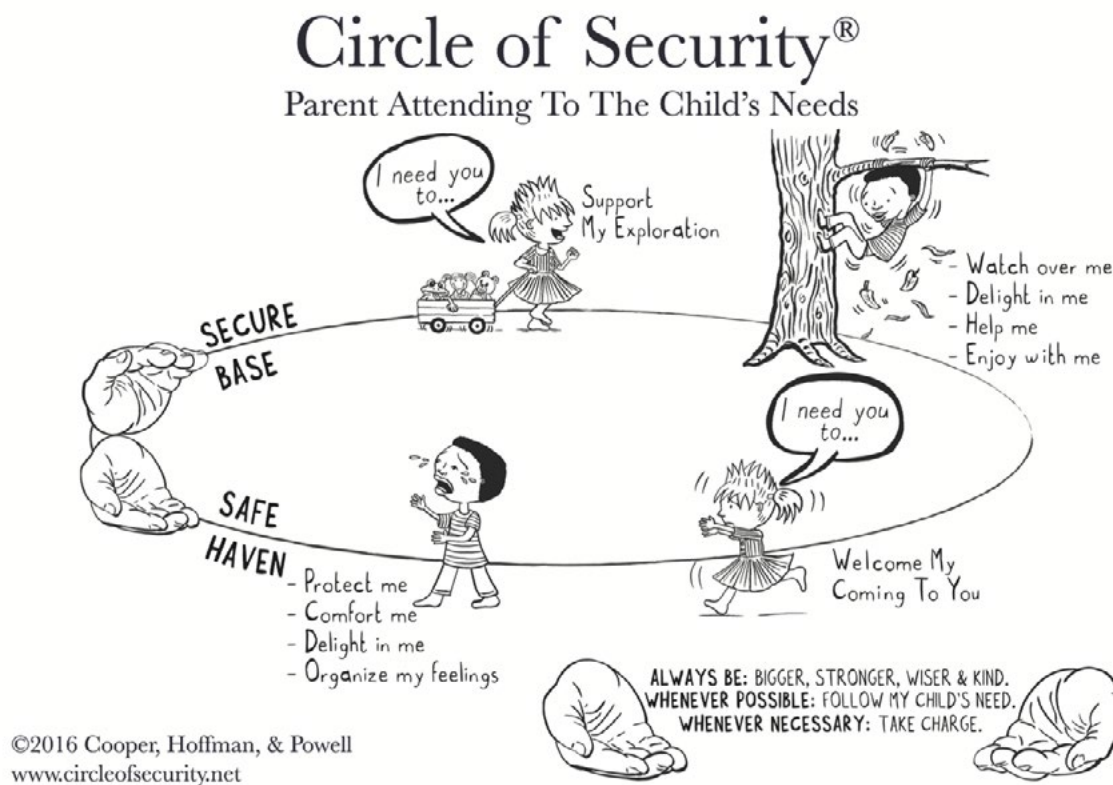 Circle of Security®
Parent Attending To The Child's Needs
I need you
to...
Support
My Exploration
- Watch over me
- Delight in me
- Help me
- Enjoy with me
SECURE
BASE
I need you
to...
SAFE
HAVEN
- Protect me
- Comfort me
- Delight in me
- Organize my feelings
Welcome My
Coming To You
ALWAYS BE: BIGGER, STRONGER, WISER & KIND.
WHENEVER POSSIBLE: FOLLOW MY CHILD'S NEED.
WHENEVER NECESSARY: TAKE CHARGE.
©2016 Cooper, Hoffman, & Powell
www.circleofsecurity.net